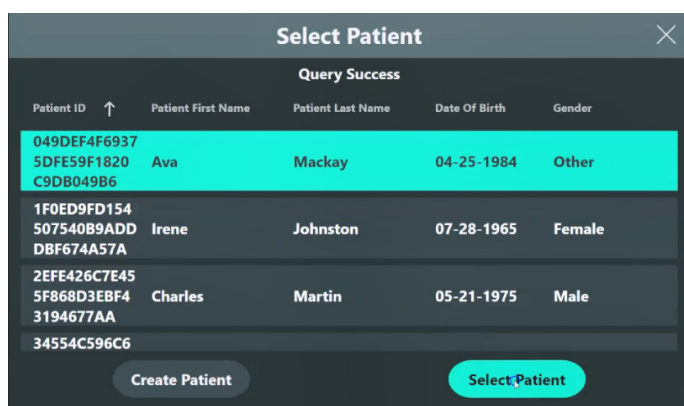 Select Patient
Query Success
Patient ID ↑ Patient First Name Patient Last Name Date Of Birth Gender
049DEF4F6937
5DFE59F1820 Ava Mackay 04-25-1984 Other
C9DB049B6
1F0ED9FD154
507540B9ADD Irene Johnston 07-28-1965 Female
DBF674A57A
2EFE426C7E45
5F868D3EBF4 Charles Martin 05-21-1975 Male
3194677AA
34554C596C6
Create Patient Select Patient